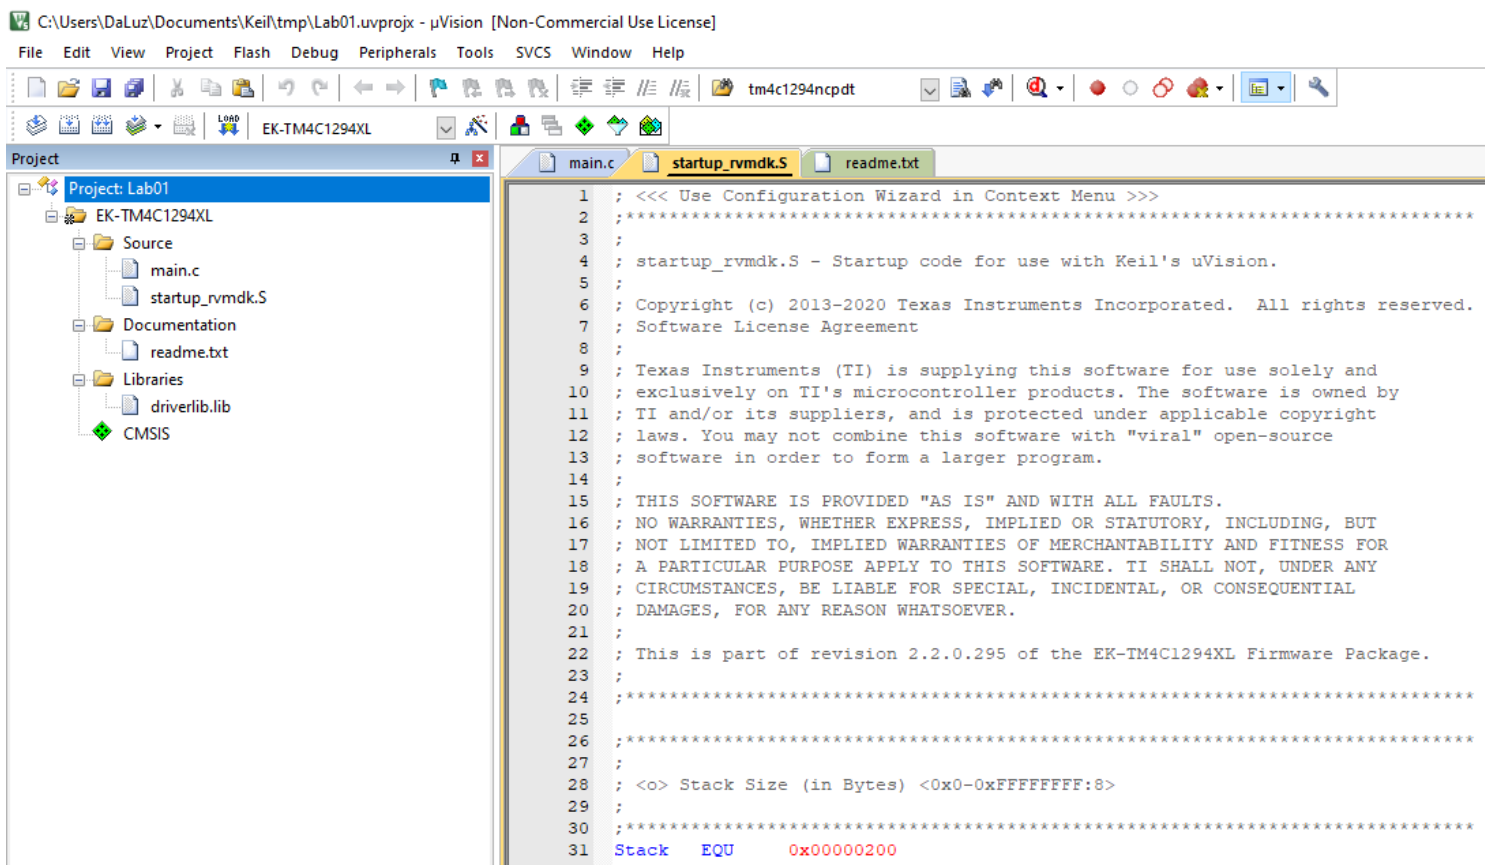 C:\Users\DaLuz\Documents\Keil\tmp\Lab01.uvprojx - µVision [Non-Commercial Use License]
File Edit View Project Flash Debug Peripherals Tools SVCS Window Help
tm4c1294ncpdt
LOAD EK-TM4C1294XL
Project
Project: Lab01
EK-TM4C1294XL
Source
main.c
startup_rvmdk.S
Documentation
readme.txt
Libraries
driverlib.lib
CMSIS
main.c startup_rvmdk.S readme.txt
1 ; <<< Use Configuration Wizard in Context Menu >>>
2 ;******************************************************************************
3 ;
4 ; startup_rvmdk.S - Startup code for use with Keil's uVision.
5 ;
6 ; Copyright (c) 2013-2020 Texas Instruments Incorporated.  All rights reserved.
7 ; Software License Agreement
8 ;
9 ; Texas Instruments (TI) is supplying this software for use solely and
10 ; exclusively on TI's microcontroller products. The software is owned by
11 ; TI and/or its suppliers, and is protected under applicable copyright
12 ; laws. You may not combine this software with "viral" open-source
13 ; software in order to form a larger program.
14 ;
15 ; THIS SOFTWARE IS PROVIDED "AS IS" AND WITH ALL FAULTS.
16 ; NO WARRANTIES, WHETHER EXPRESS, IMPLIED OR STATUTORY, INCLUDING, BUT
17 ; NOT LIMITED TO, IMPLIED WARRANTIES OF MERCHANTABILITY AND FITNESS FOR
18 ; A PARTICULAR PURPOSE APPLY TO THIS SOFTWARE. TI SHALL NOT, UNDER ANY
19 ; CIRCUMSTANCES, BE LIABLE FOR SPECIAL, INCIDENTAL, OR CONSEQUENTIAL
20 ; DAMAGES, FOR ANY REASON WHATSOEVER.
21 ;
22 ; This is part of revision 2.2.0.295 of the EK-TM4C1294XL Firmware Package.
23 ;
24 ;******************************************************************************
25
26 ;******************************************************************************
27 ;
28 ; <o> Stack Size (in Bytes) <0x0-0xFFFFFFFF:8>
29 ;
30 ;******************************************************************************
31 Stack   EQU     0x00000200